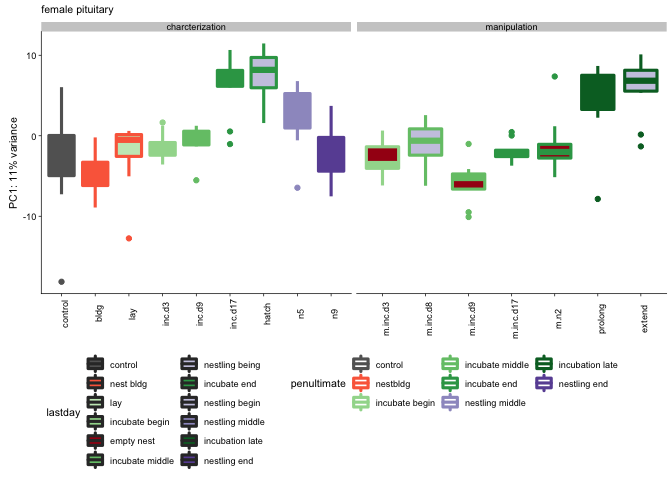 female pituitary
charcterization manipulation
10
0
-10
PC1: 11% variance
control bldg lay inc.d3 inc.d9 inc.d17 hatch n5 n9 m.inc.d3 m.inc.d8 m.inc.d9 m.inc.d17 m.n2 prolong extend
lastday
control
nest bldg
lay
incubate begin
empty nest
incubate middle
nestling being
incubate end
nestling begin
nestling middle
incubation late
nestling end
penultimate
control
nestbldg
incubate begin
incubate middle
incubate end
nestling middle
incubation late
nestling end